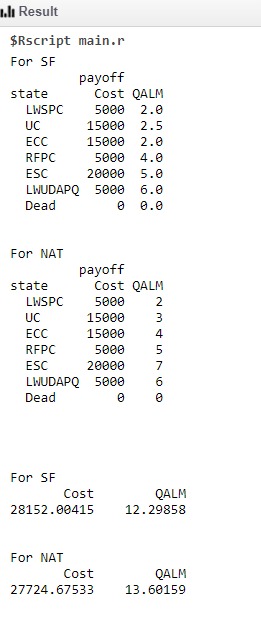 Result
$Rscript main.r
For SF
payoff
state Cost QALM
LWSPC 5000 2.0
UC 15000 2.5
ECC 15000 2.0
RFPC 5000 4.0
ESC 20000 5.0
LWUDAPQ 5000 6.0
Dead 0 0.0
For NAT
payoff
state Cost QALM
LWSPC 5000 2
UC 15000 3
ECC 15000 4
RFPC 5000 5
ESC 20000 7
LWUDAPQ 5000 6
Dead 0 0
For SF
Cost QALM
28152.00415 12.29858
For NAT
Cost QALM
27724.67533 13.60159